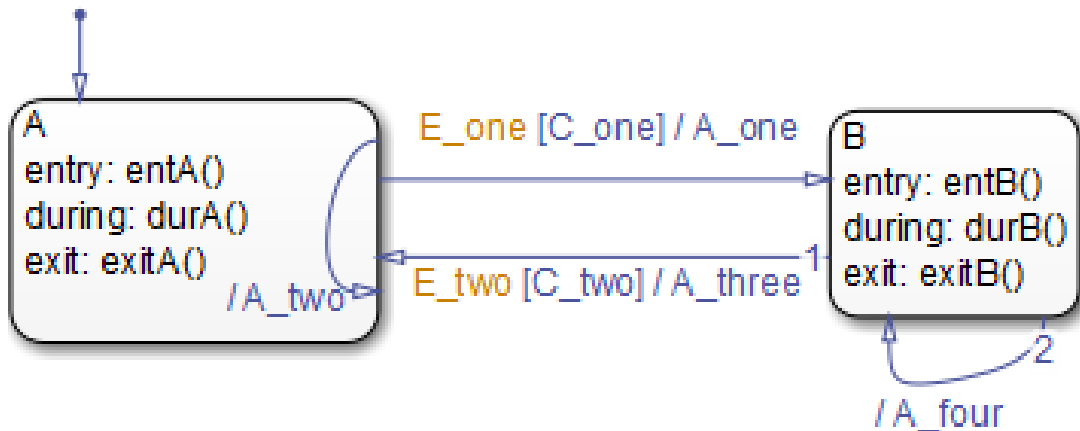 A
entry: entA()
during: durA()
exit: exitA()
/ A_two
E_one [C_one] / A_one
E_two [C_two] / A_three
1
B
entry: entB()
during: durB()
exit: exitB()
2
/ A_four